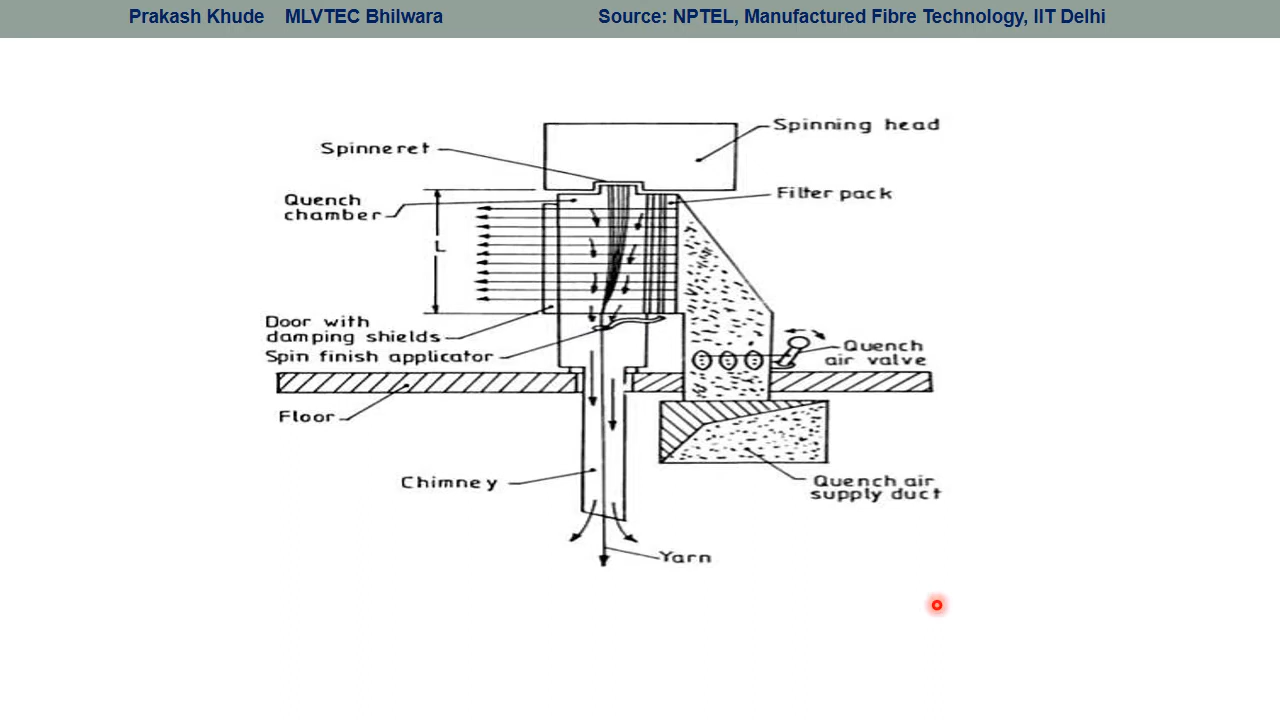 Prakash Khude MLVTEC Bhilwara Source: NPTEL, Manufactured Fibre Technology, IIT Delhi
Spinning head
Spinneret
Filter pack
Quench
chamber
L
Door with
damping shields
Spin finish applicator
Quench
air valve
Floor
Chimney
Quench air
supply duct
Yarn